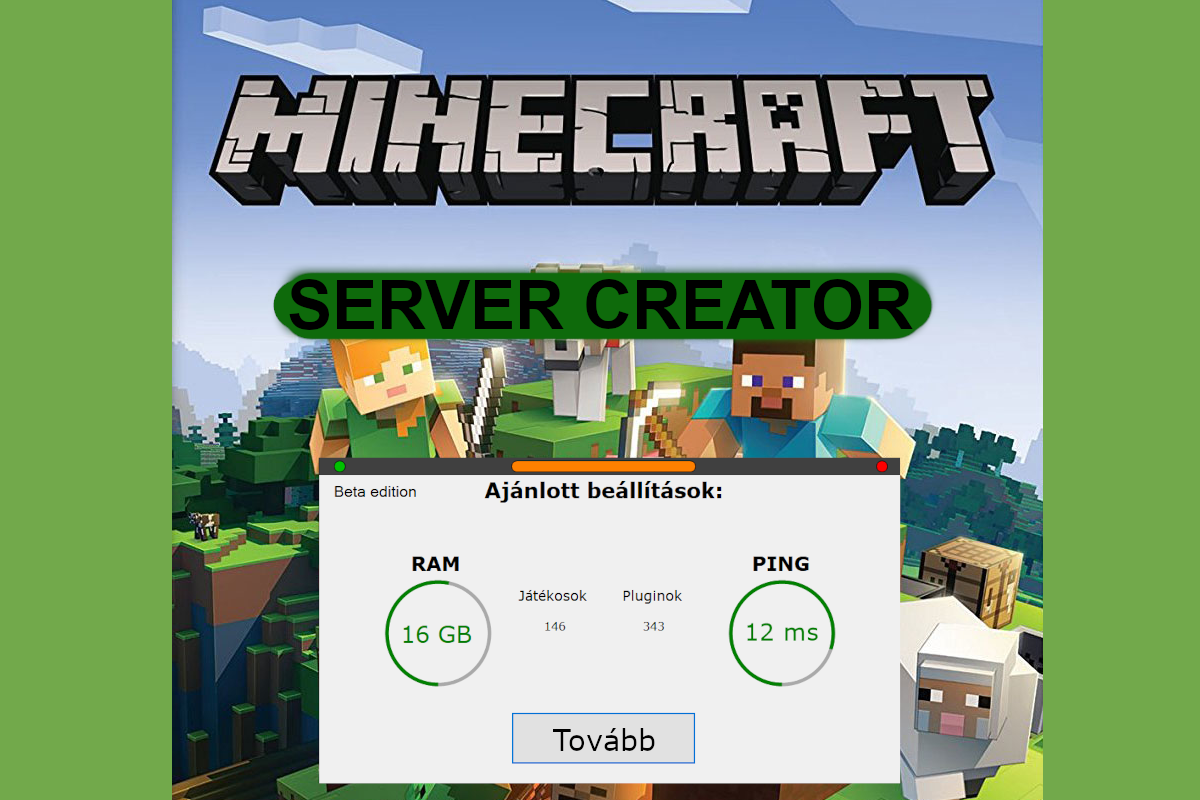 MINECRAFT
SERVER CREATOR
Beta edition
Ajánlott beállítások:
RAM
PING
Játékosok
Pluginok
16 GB
146
343
12 ms
Tovább